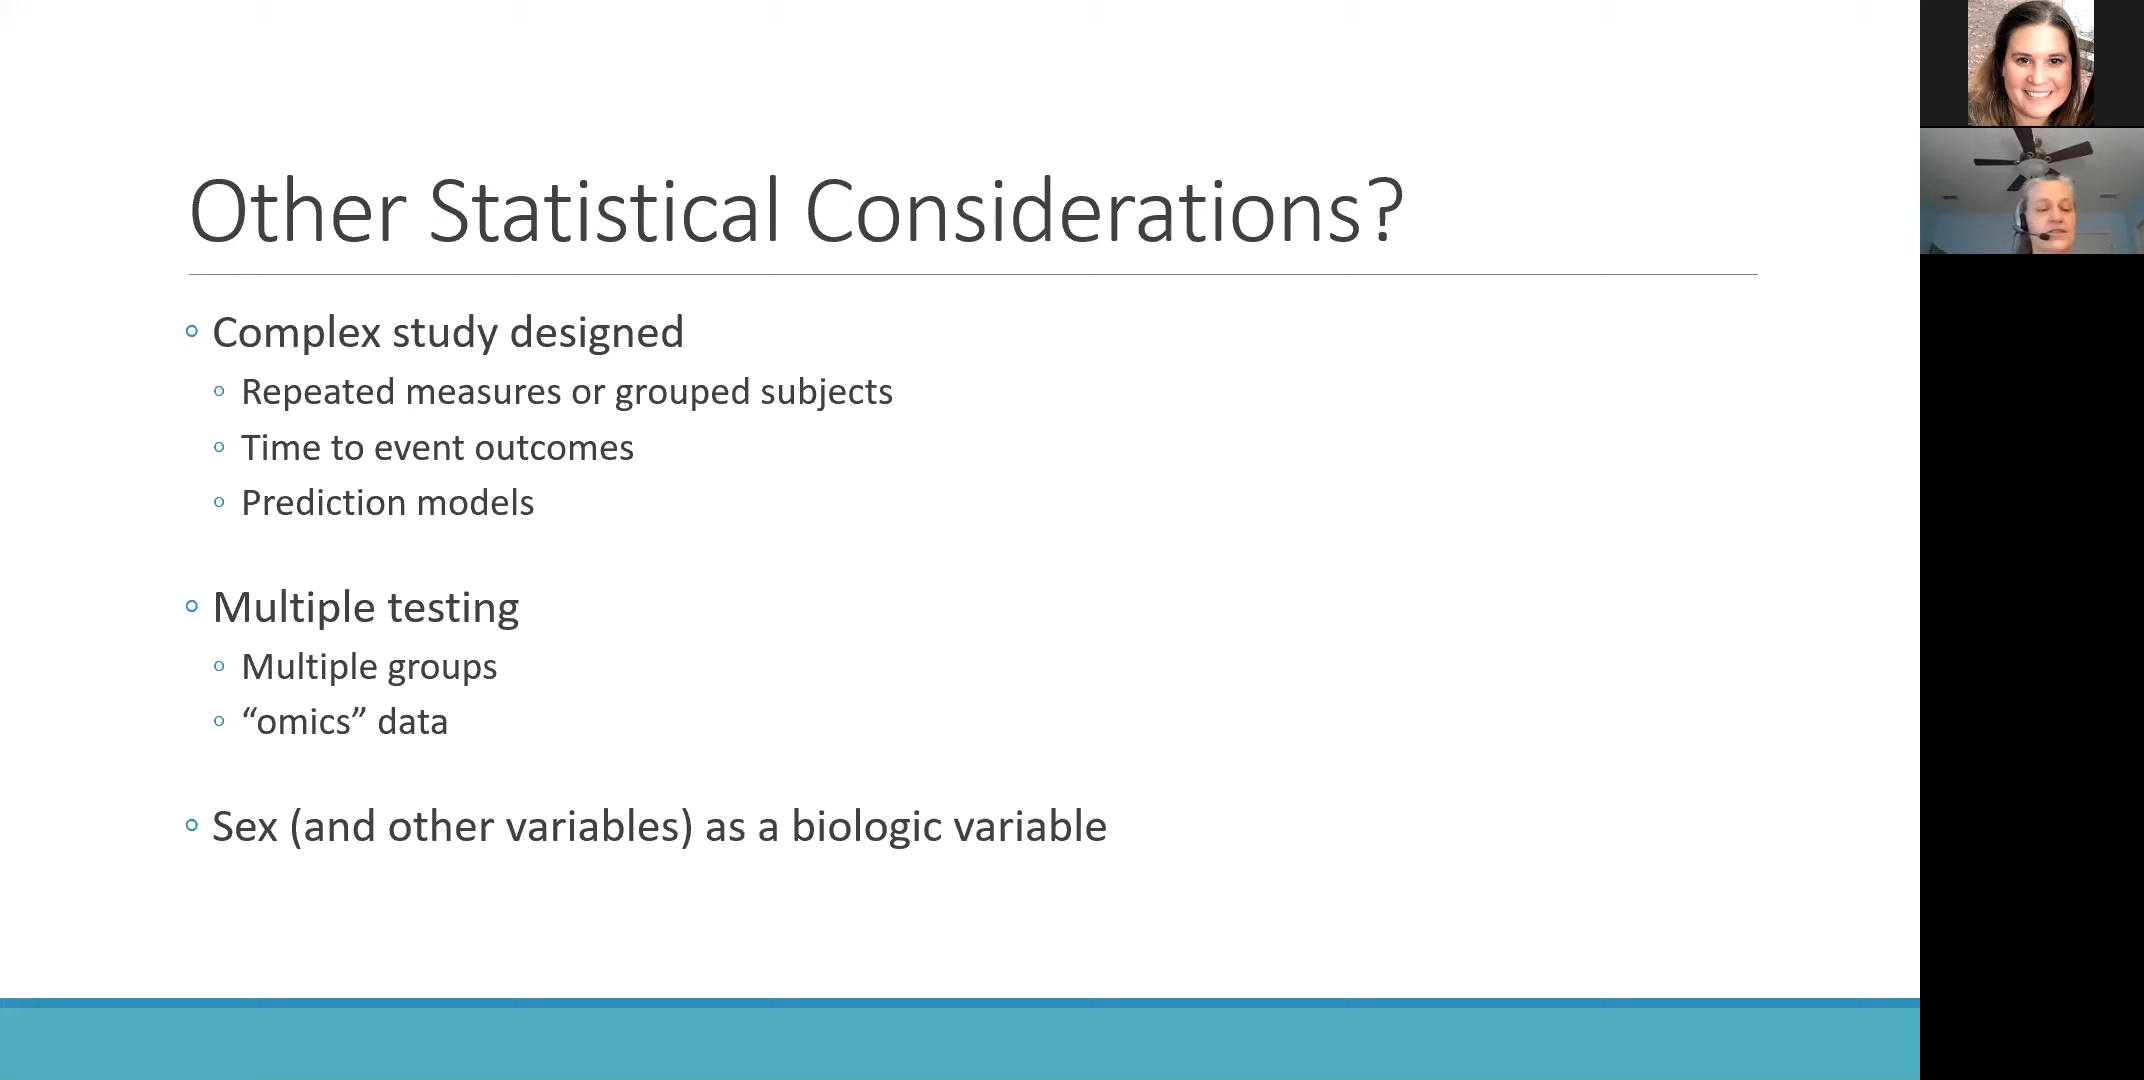 Other Statistical Considerations?
Complex study designed
Repeated measures or grouped subjects
Time to event outcomes
Prediction models
Multiple testing
Multiple groups
“omics” data
Sex (and other variables) as a biologic variable